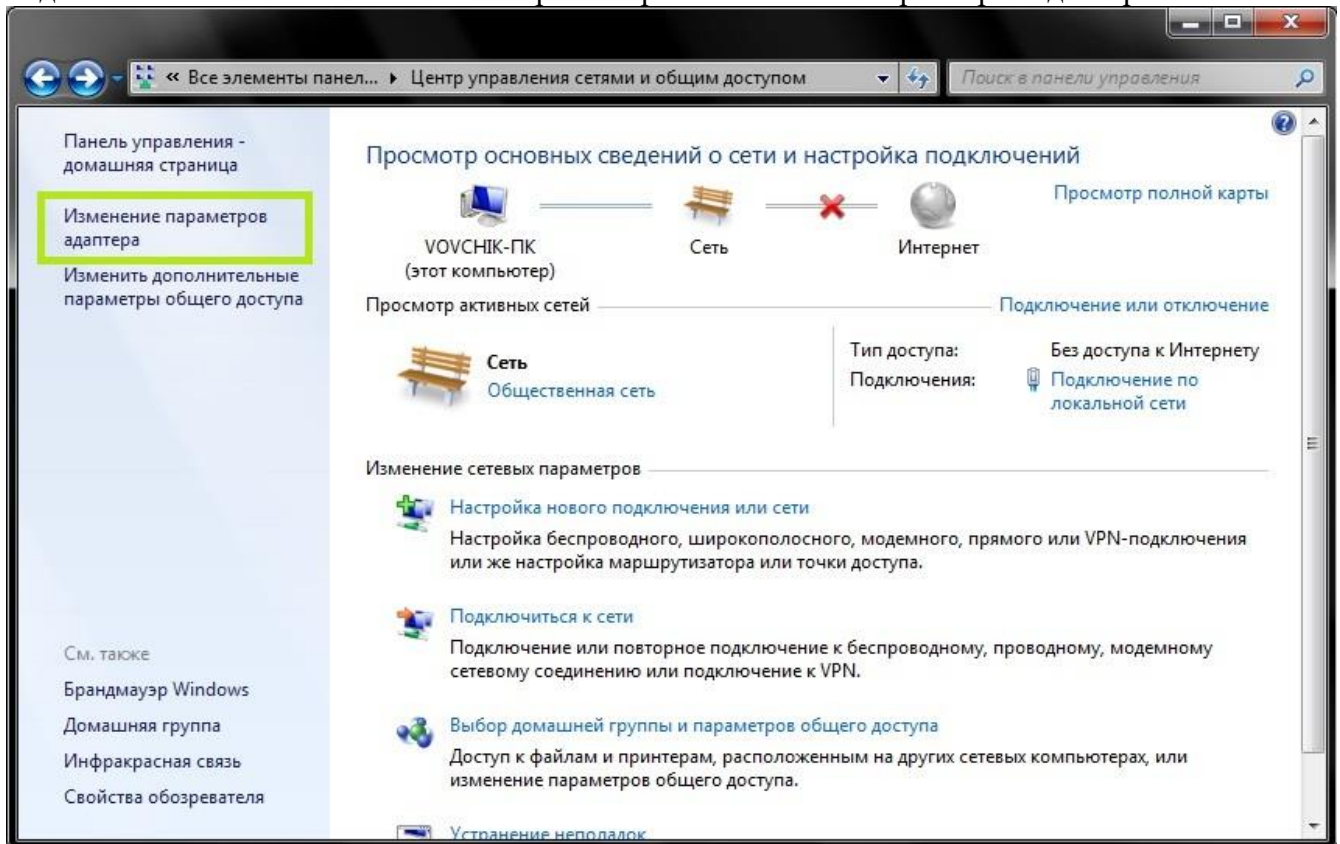 « Все элементы панел... ▸ Центр управления сетями и общим доступом
Поиск в панели управления
Панель управления -
домашняя страница
Изменение параметров
адаптера
Изменить дополнительные
параметры общего доступа
См. также
Брандмауэр Windows
Домашняя группа
Инфракрасная связь
Свойства обозревателя
Просмотр основных сведений о сети и настройка подключений
Просмотр полной карты
VOVCHIK-ПК
(этот компьютер)
Сеть
Интернет
Просмотр активных сетей
Подключение или отключение
Сеть
Общественная сеть
Тип доступа: Без доступа к Интернету
Подключения: Подключение по
локальной сети
Изменение сетевых параметров
Настройка нового подключения или сети
Настройка беспроводного, широкополосного, модемного, прямого или VPN-подключения
или же настройка маршрутизатора или точки доступа.
Подключиться к сети
Подключение или повторное подключение к беспроводному, проводному, модемному
сетевому соединению или подключение к VPN.
Выбор домашней группы и параметров общего доступа
Доступ к файлам и принтерам, расположенным на других сетевых компьютерах, или
изменение параметров общего доступа.
Устранение неполадок